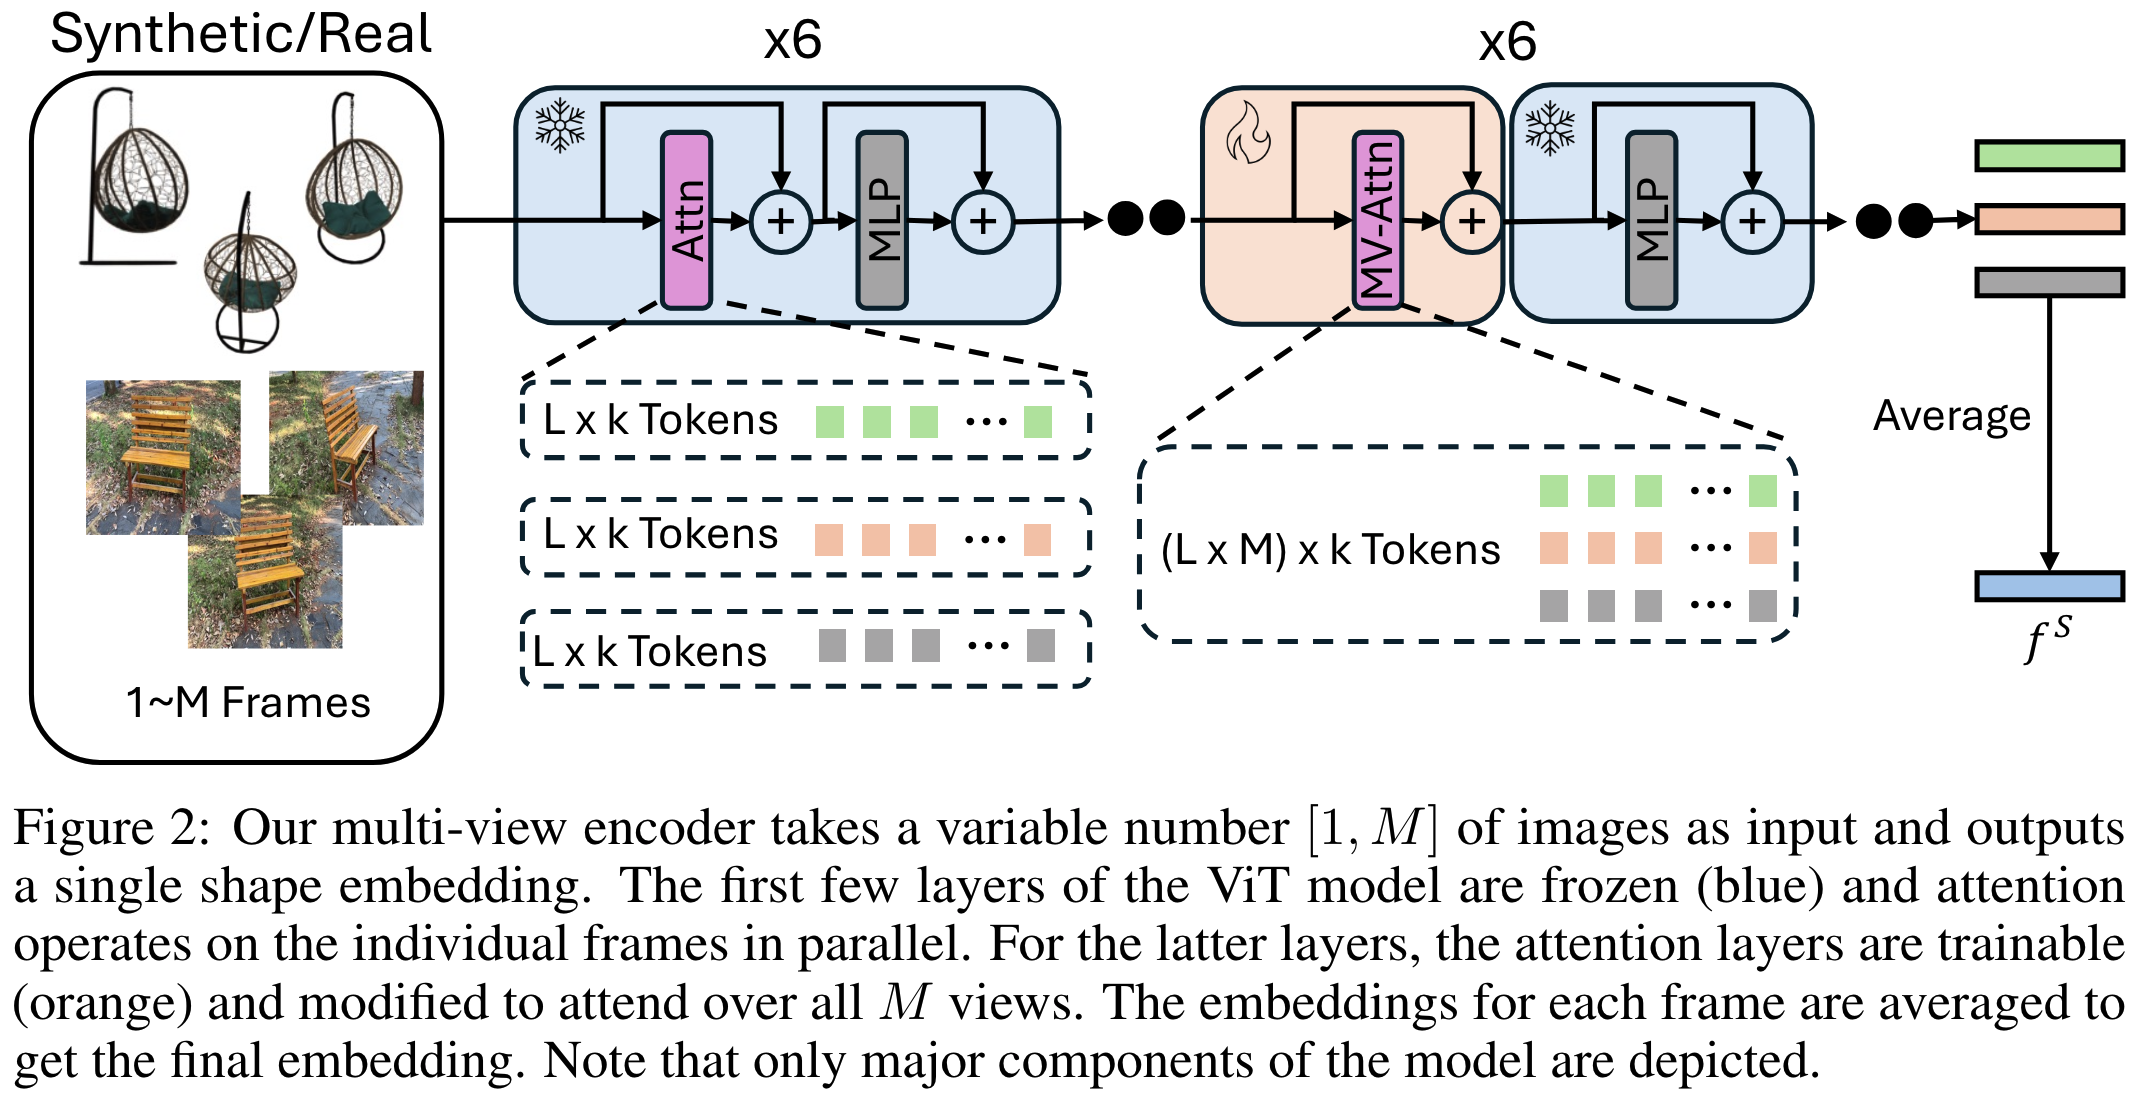 Synthetic/Real
x6
x6
Attn
MLP
MV-Attn
MLP
+
+
+
+
L x k Tokens
...
L x k Tokens
...
L x k Tokens
...
(L x M) x k Tokens
...
...
...
Average
f^S
1~M Frames
Figure 2: Our multi-view encoder takes a variable number [1, M] of images as input and outputs
a single shape embedding. The first few layers of the ViT model are frozen (blue) and attention
operates on the individual frames in parallel. For the latter layers, the attention layers are trainable
(orange) and modified to attend over all M views. The embeddings for each frame are averaged to
get the final embedding. Note that only major components of the model are depicted.